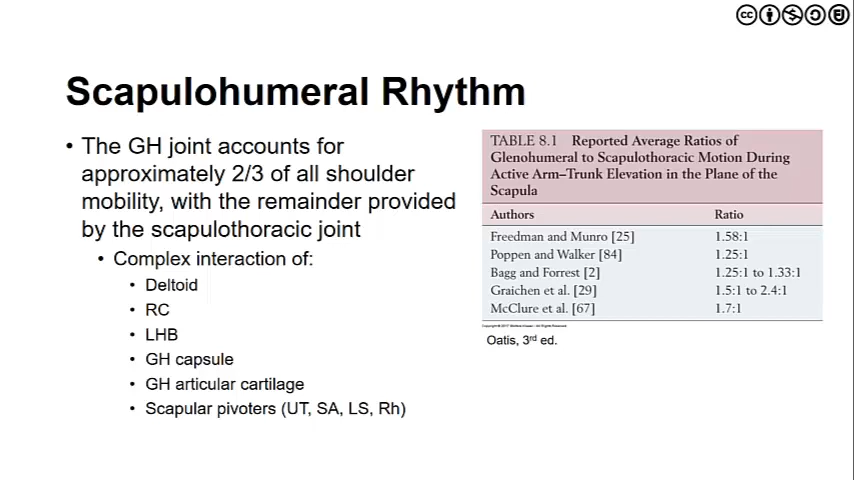 Scapulohumeral Rhythm
• The GH joint accounts for
approximately 2/3 of all shoulder
mobility, with the remainder provided
by the scapulothoracic joint
• Complex interaction of:
• Deltoid
• RC
• LHB
• GH capsule
• GH articular cartilage
• Scapular pivoters (UT, SA, LS, Rh)
TABLE 8.1 Reported Average Ratios of
Glenohumeral to Scapulothoracic Motion During
Active Arm–Trunk Elevation in the Plane of the
Scapula
Authors Ratio
Freedman and Munro [25] 1.58:1
Poppen and Walker [84] 1.25:1
Bagg and Forrest [2] 1.25:1 to 1.33:1
Graichen et al. [29] 1.5:1 to 2.4:1
McClure et al. [67] 1.7:1
Oatis, 3rd ed.